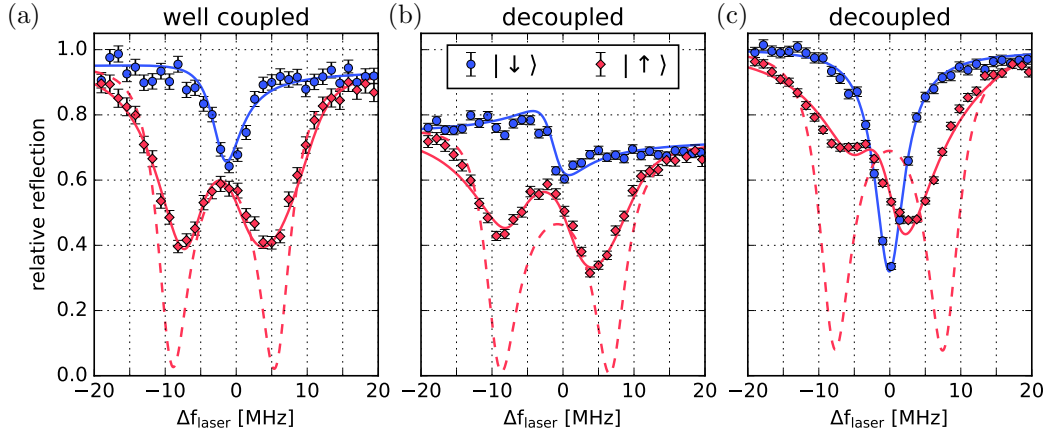 (a) well coupled
(b) decoupled
(c) decoupled
| ↓ ⟩ | ↑ ⟩
relative reflection
1.0
0.8
0.6
0.4
0.2
0.0
−20 −10 0 10 20
−20 −10 0 10 20
−20 −10 0 10 20
Δf_laser [MHz]
Δf_laser [MHz]
Δf_laser [MHz]